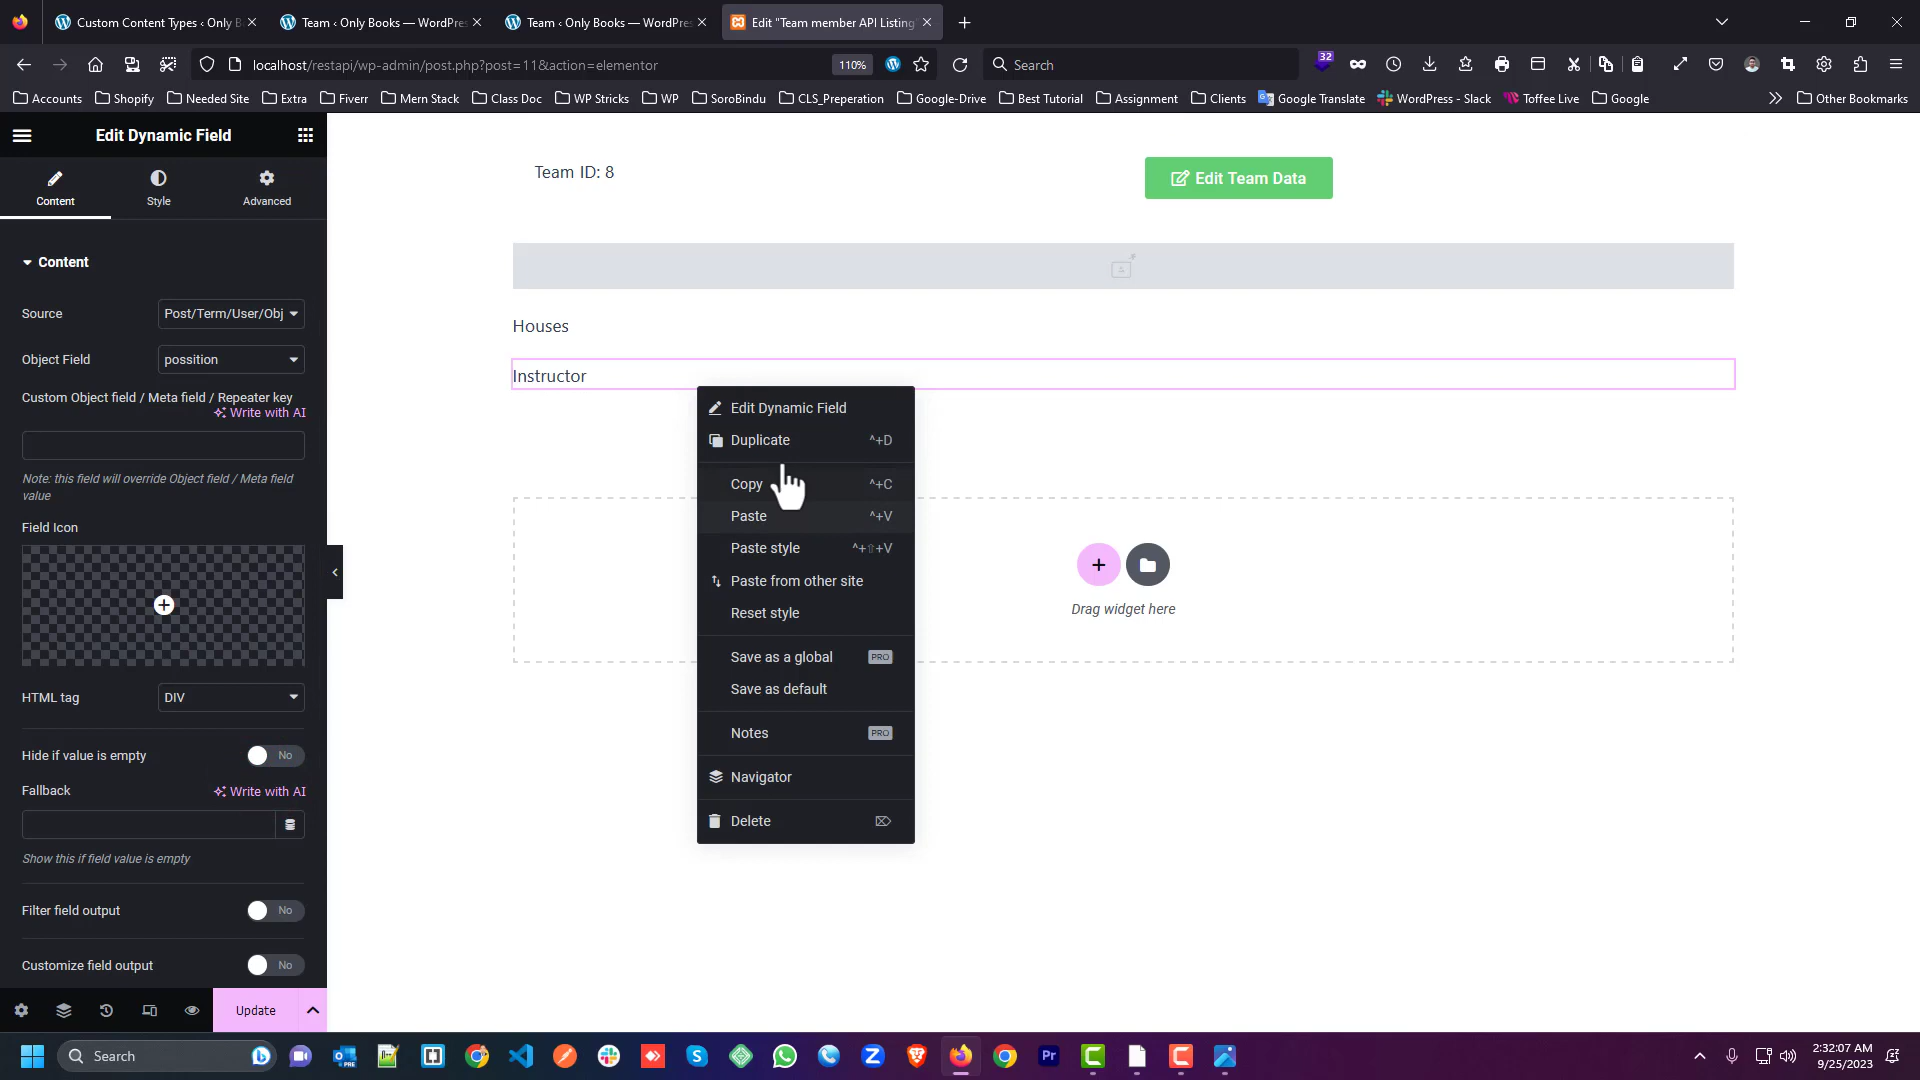 Custom Content Types ‹ Only B
Team ‹ Only Books — WordPres
Team ‹ Only Books — WordPre
Edit "Team member API Listing"
localhost/restapi/wp-admin/post.php?post=11&action=elementor
110%
Search
32
Accounts
Shopify
Needed Site
Extra
Fiverr
Mern Stack
Class Doc
WP Stricks
WP
SoroBindu
CLS_Preperation
Google-Drive
Best Tutorial
Assignment
Clients
Google Translate
WordPress - Slack
Toffee Live
Google
Other Bookmarks
Edit Dynamic Field
Content
Style
Advanced
Content
Source
Post/Term/User/Obj
Object Field
possition
Custom Object field / Meta field / Repeater key
Write with AI
Note: this field will override Object field / Meta field
value
Field Icon
HTML tag
DIV
Hide if value is empty
No
Fallback
Write with AI
Show this if field value is empty
Filter field output
No
Customize field output
No
Update
Team ID: 8
Edit Team Data
Houses
Instructor
Edit Dynamic Field
Duplicate ^+D
Copy ^+C
Paste ^+V
Paste style ^+⇧+V
Paste from other site
Reset style
Save as a global PRO
Save as default
Notes PRO
Navigator
Delete ⌦
Drag widget here
Search
2:32:07 AM
9/25/2023